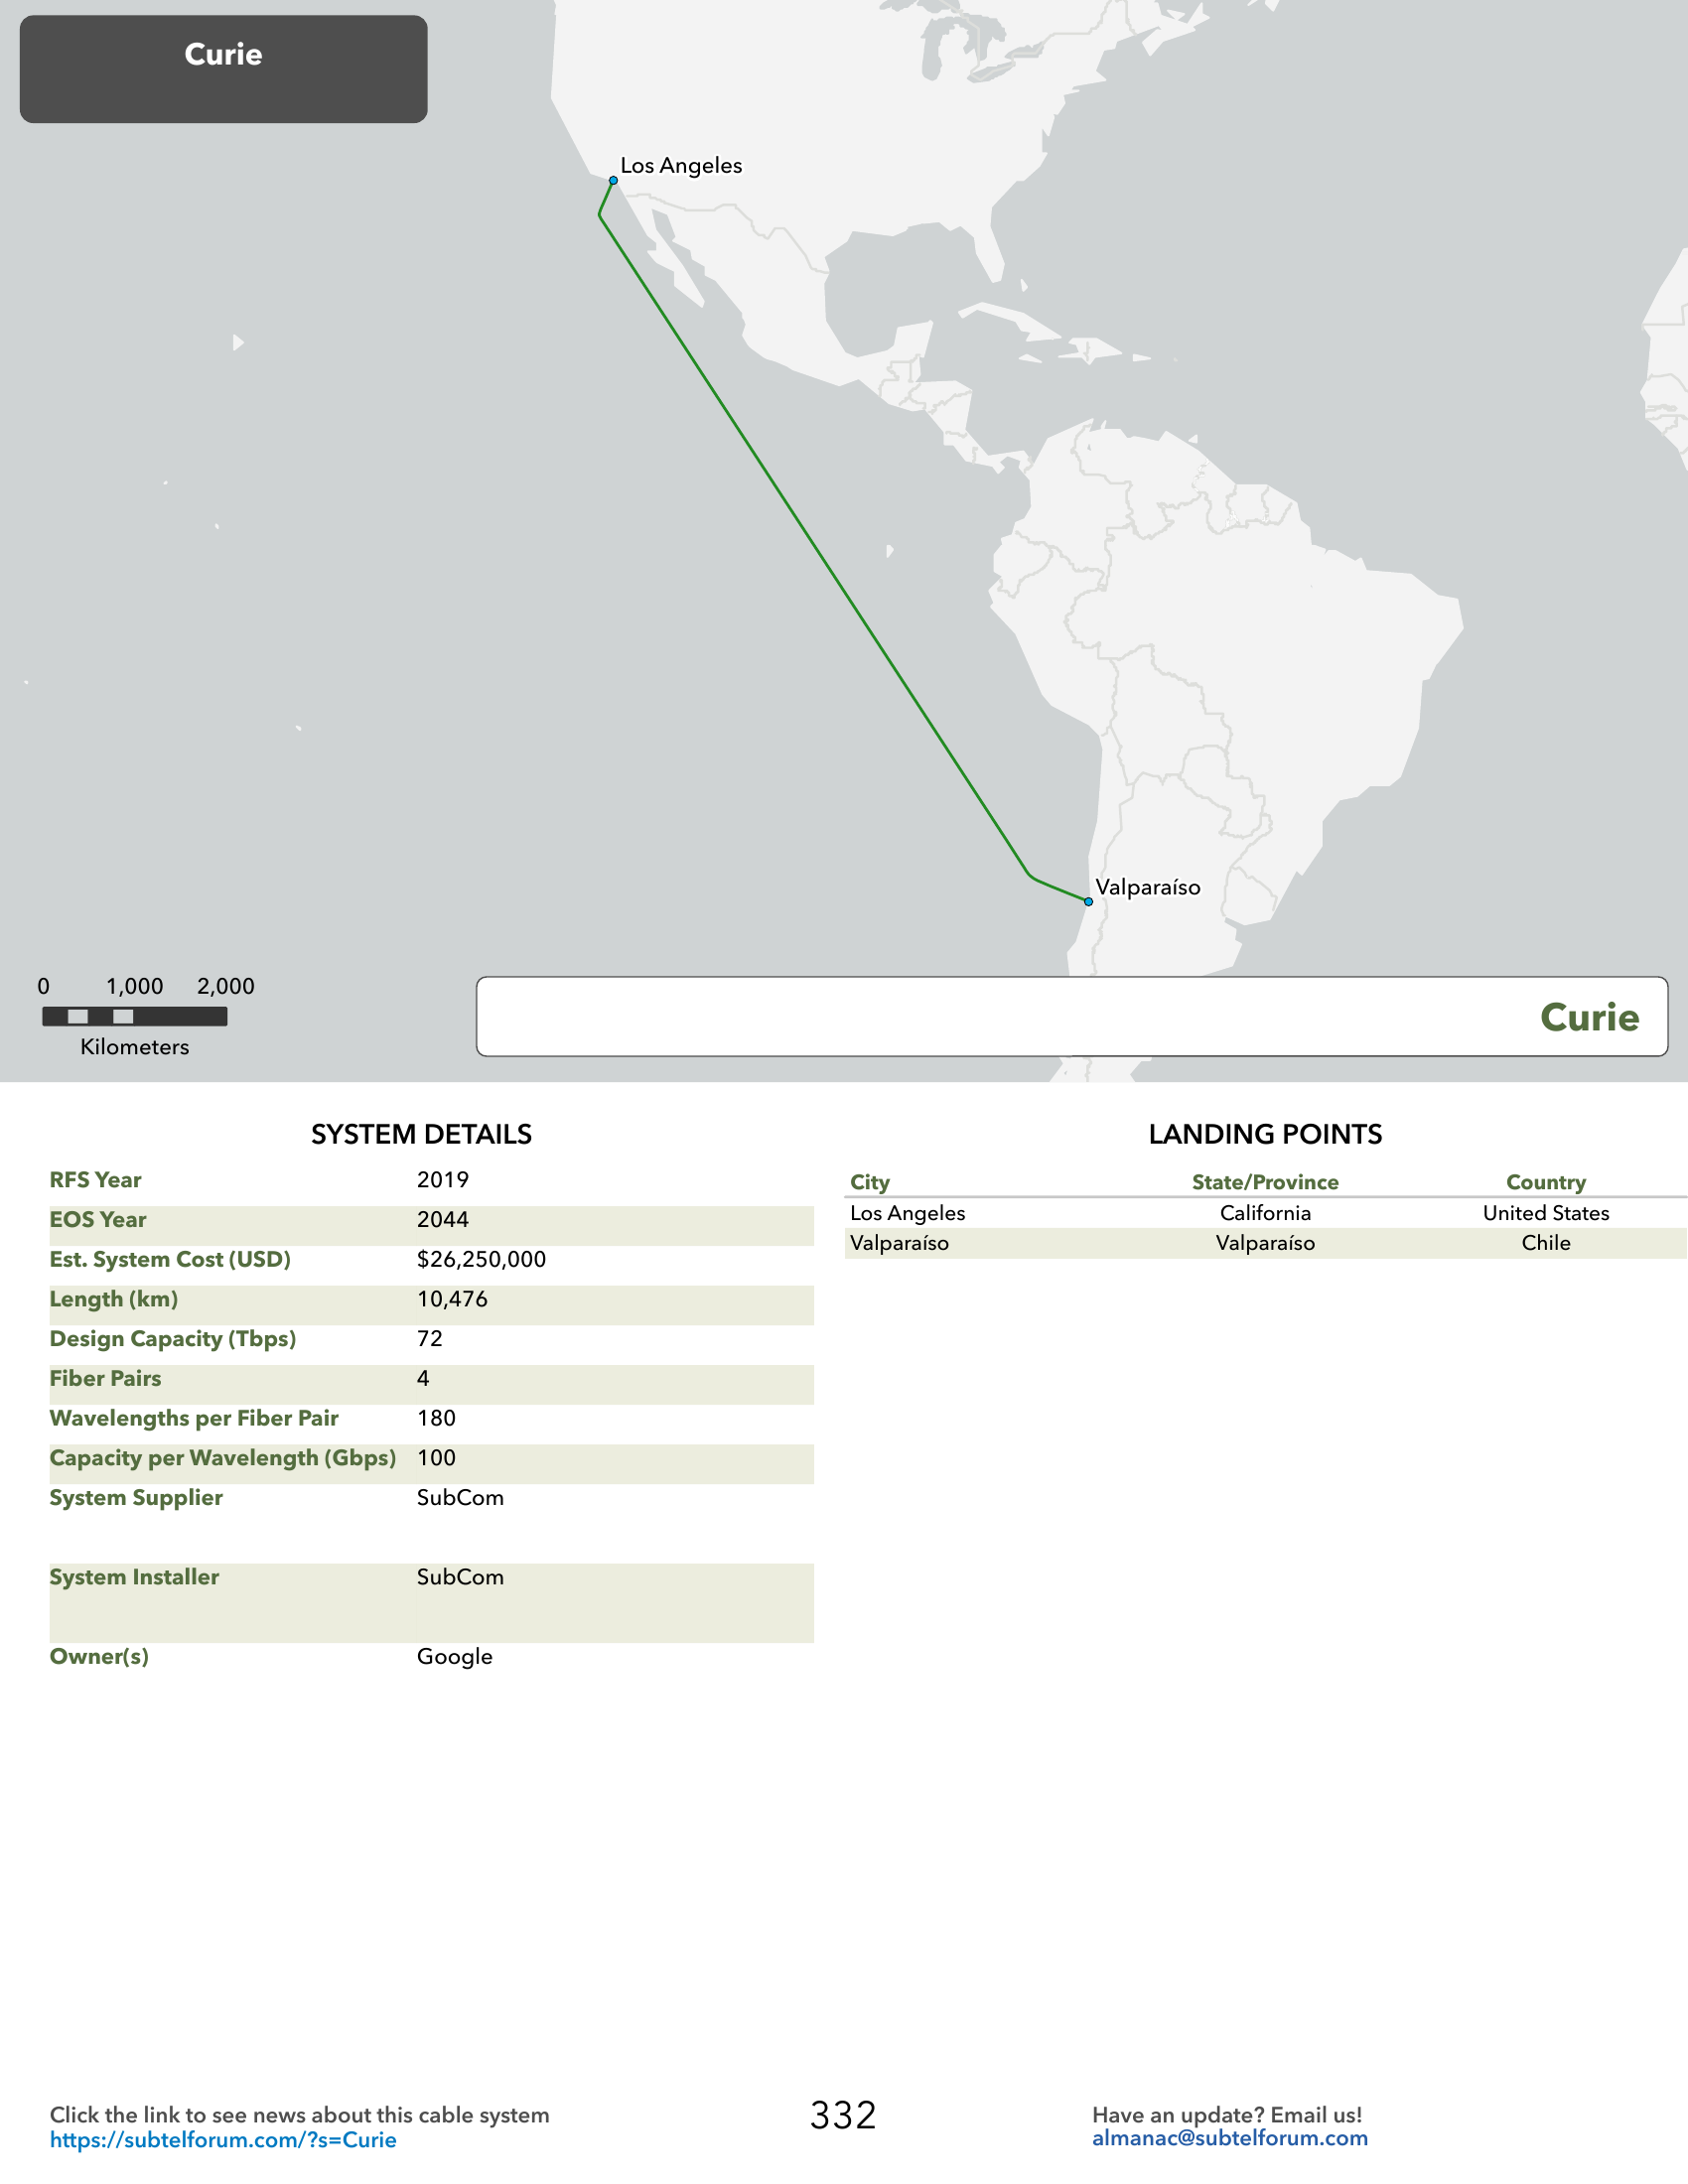 Curie
Los Angeles
Valparaíso
0 1,000 2,000
Kilometers
Curie
SYSTEM DETAILS
RFS Year 2019
EOS Year 2044
Est. System Cost (USD) $26,250,000
Length (km) 10,476
Design Capacity (Tbps) 72
Fiber Pairs 4
Wavelengths per Fiber Pair 180
Capacity per Wavelength (Gbps) 100
System Supplier SubCom
System Installer SubCom
Owner(s) Google
LANDING POINTS
City State/Province Country
Los Angeles California United States
Valparaíso Valparaíso Chile
Click the link to see news about this cable system
https://subtelforum.com/?s=Curie
332
Have an update? Email us!
almanac@subtelforum.com